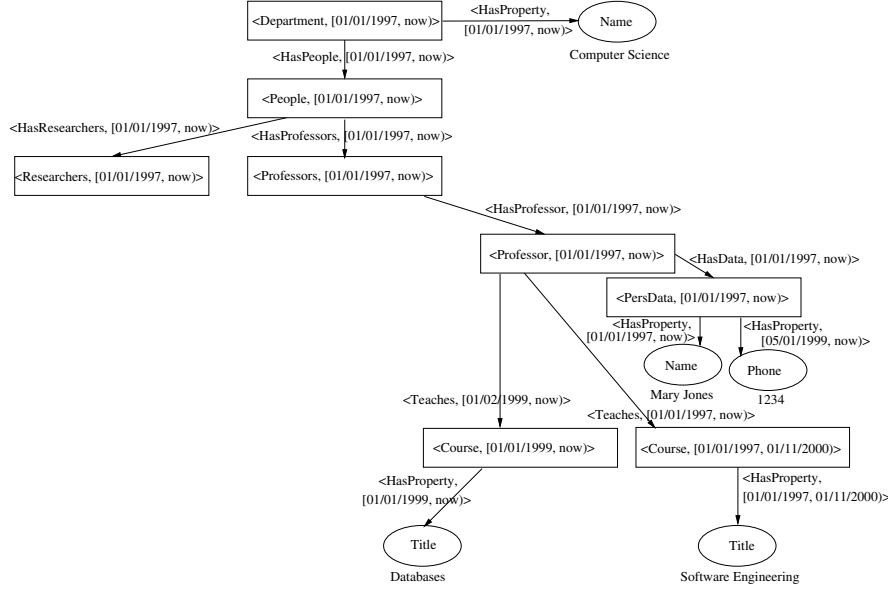 <Department, [01/01/1997, now)>
<HasProperty,
[01/01/1997, now)>
Name
Computer Science
<HasPeople, [01/01/1997, now)>
<People, [01/01/1997, now)>
<HasResearchers, [01/01/1997, now)>
<HasProfessors, [01/01/1997, now)>
<Researchers, [01/01/1997, now)>
<Professors, [01/01/1997, now)>
<HasProfessor, [01/01/1997, now)>
<Professor, [01/01/1997, now)>
<HasData, [01/01/1997, now)>
<PersData, [01/01/1997, now)>
<HasProperty,
[01/01/1997, now)>
<HasProperty,
[05/01/1999, now)>
Name
Mary Jones
Phone
1234
<Teaches, [01/02/1999, now)>
<Teaches, [01/01/1997, now)>
<Course, [01/01/1999, now)>
<Course, [01/01/1997, 01/11/2000)>
<HasProperty,
[01/01/1999, now)>
<HasProperty,
[01/01/1997, 01/11/2000)>
Title
Databases
Title
Software Engineering